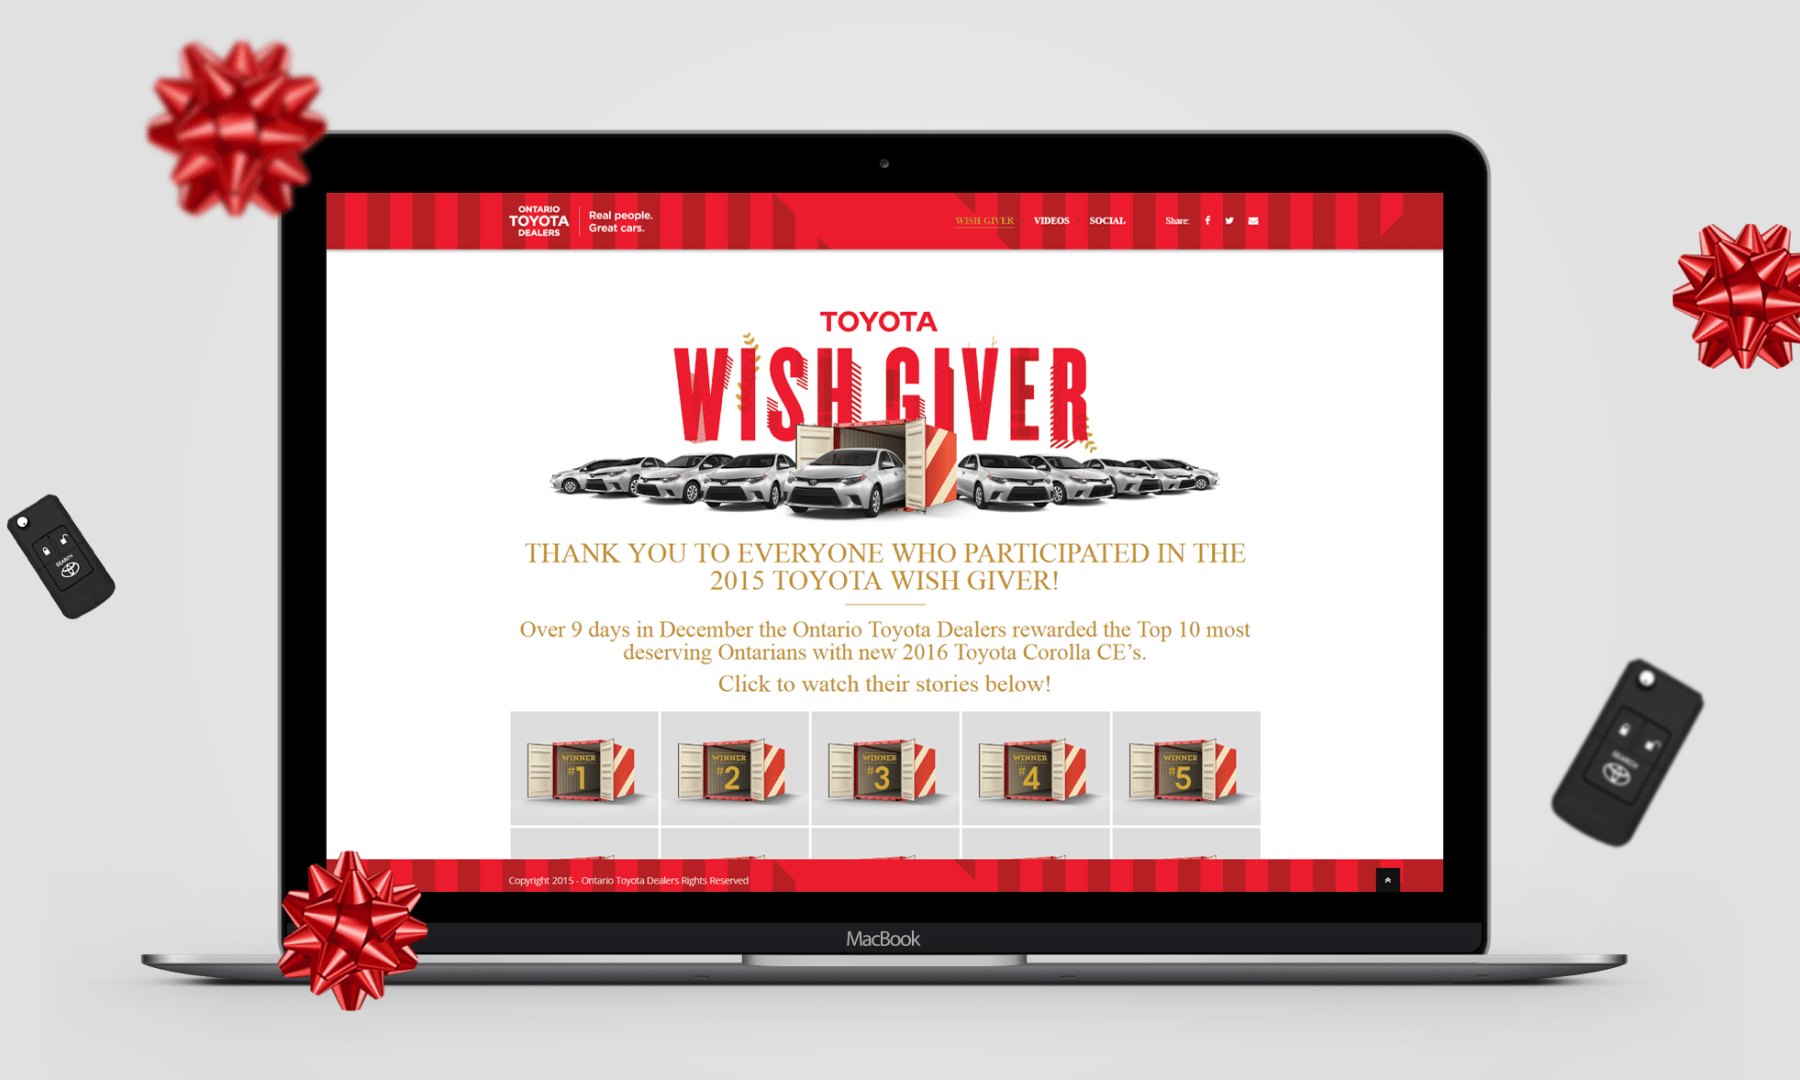 ONTARIO
TOYOTA
DEALERS
Real people.
Great cars.
WISH GIVER
VIDEOS
SOCIAL
Share:
TOYOTA
WISH GIVER
THANK YOU TO EVERYONE WHO PARTICIPATED IN THE
2015 TOYOTA WISH GIVER!
Over 9 days in December the Ontario Toyota Dealers rewarded the Top 10 most
deserving Ontarians with new 2016 Toyota Corolla CE’s.
Click to watch their stories below!
WINNER
#1
WINNER
#2
WINNER
#3
WINNER
#4
WINNER
#5
Copyright 2015 - Ontario Toyota Dealers Rights Reserved
MacBook
SEARCH
SEARCH